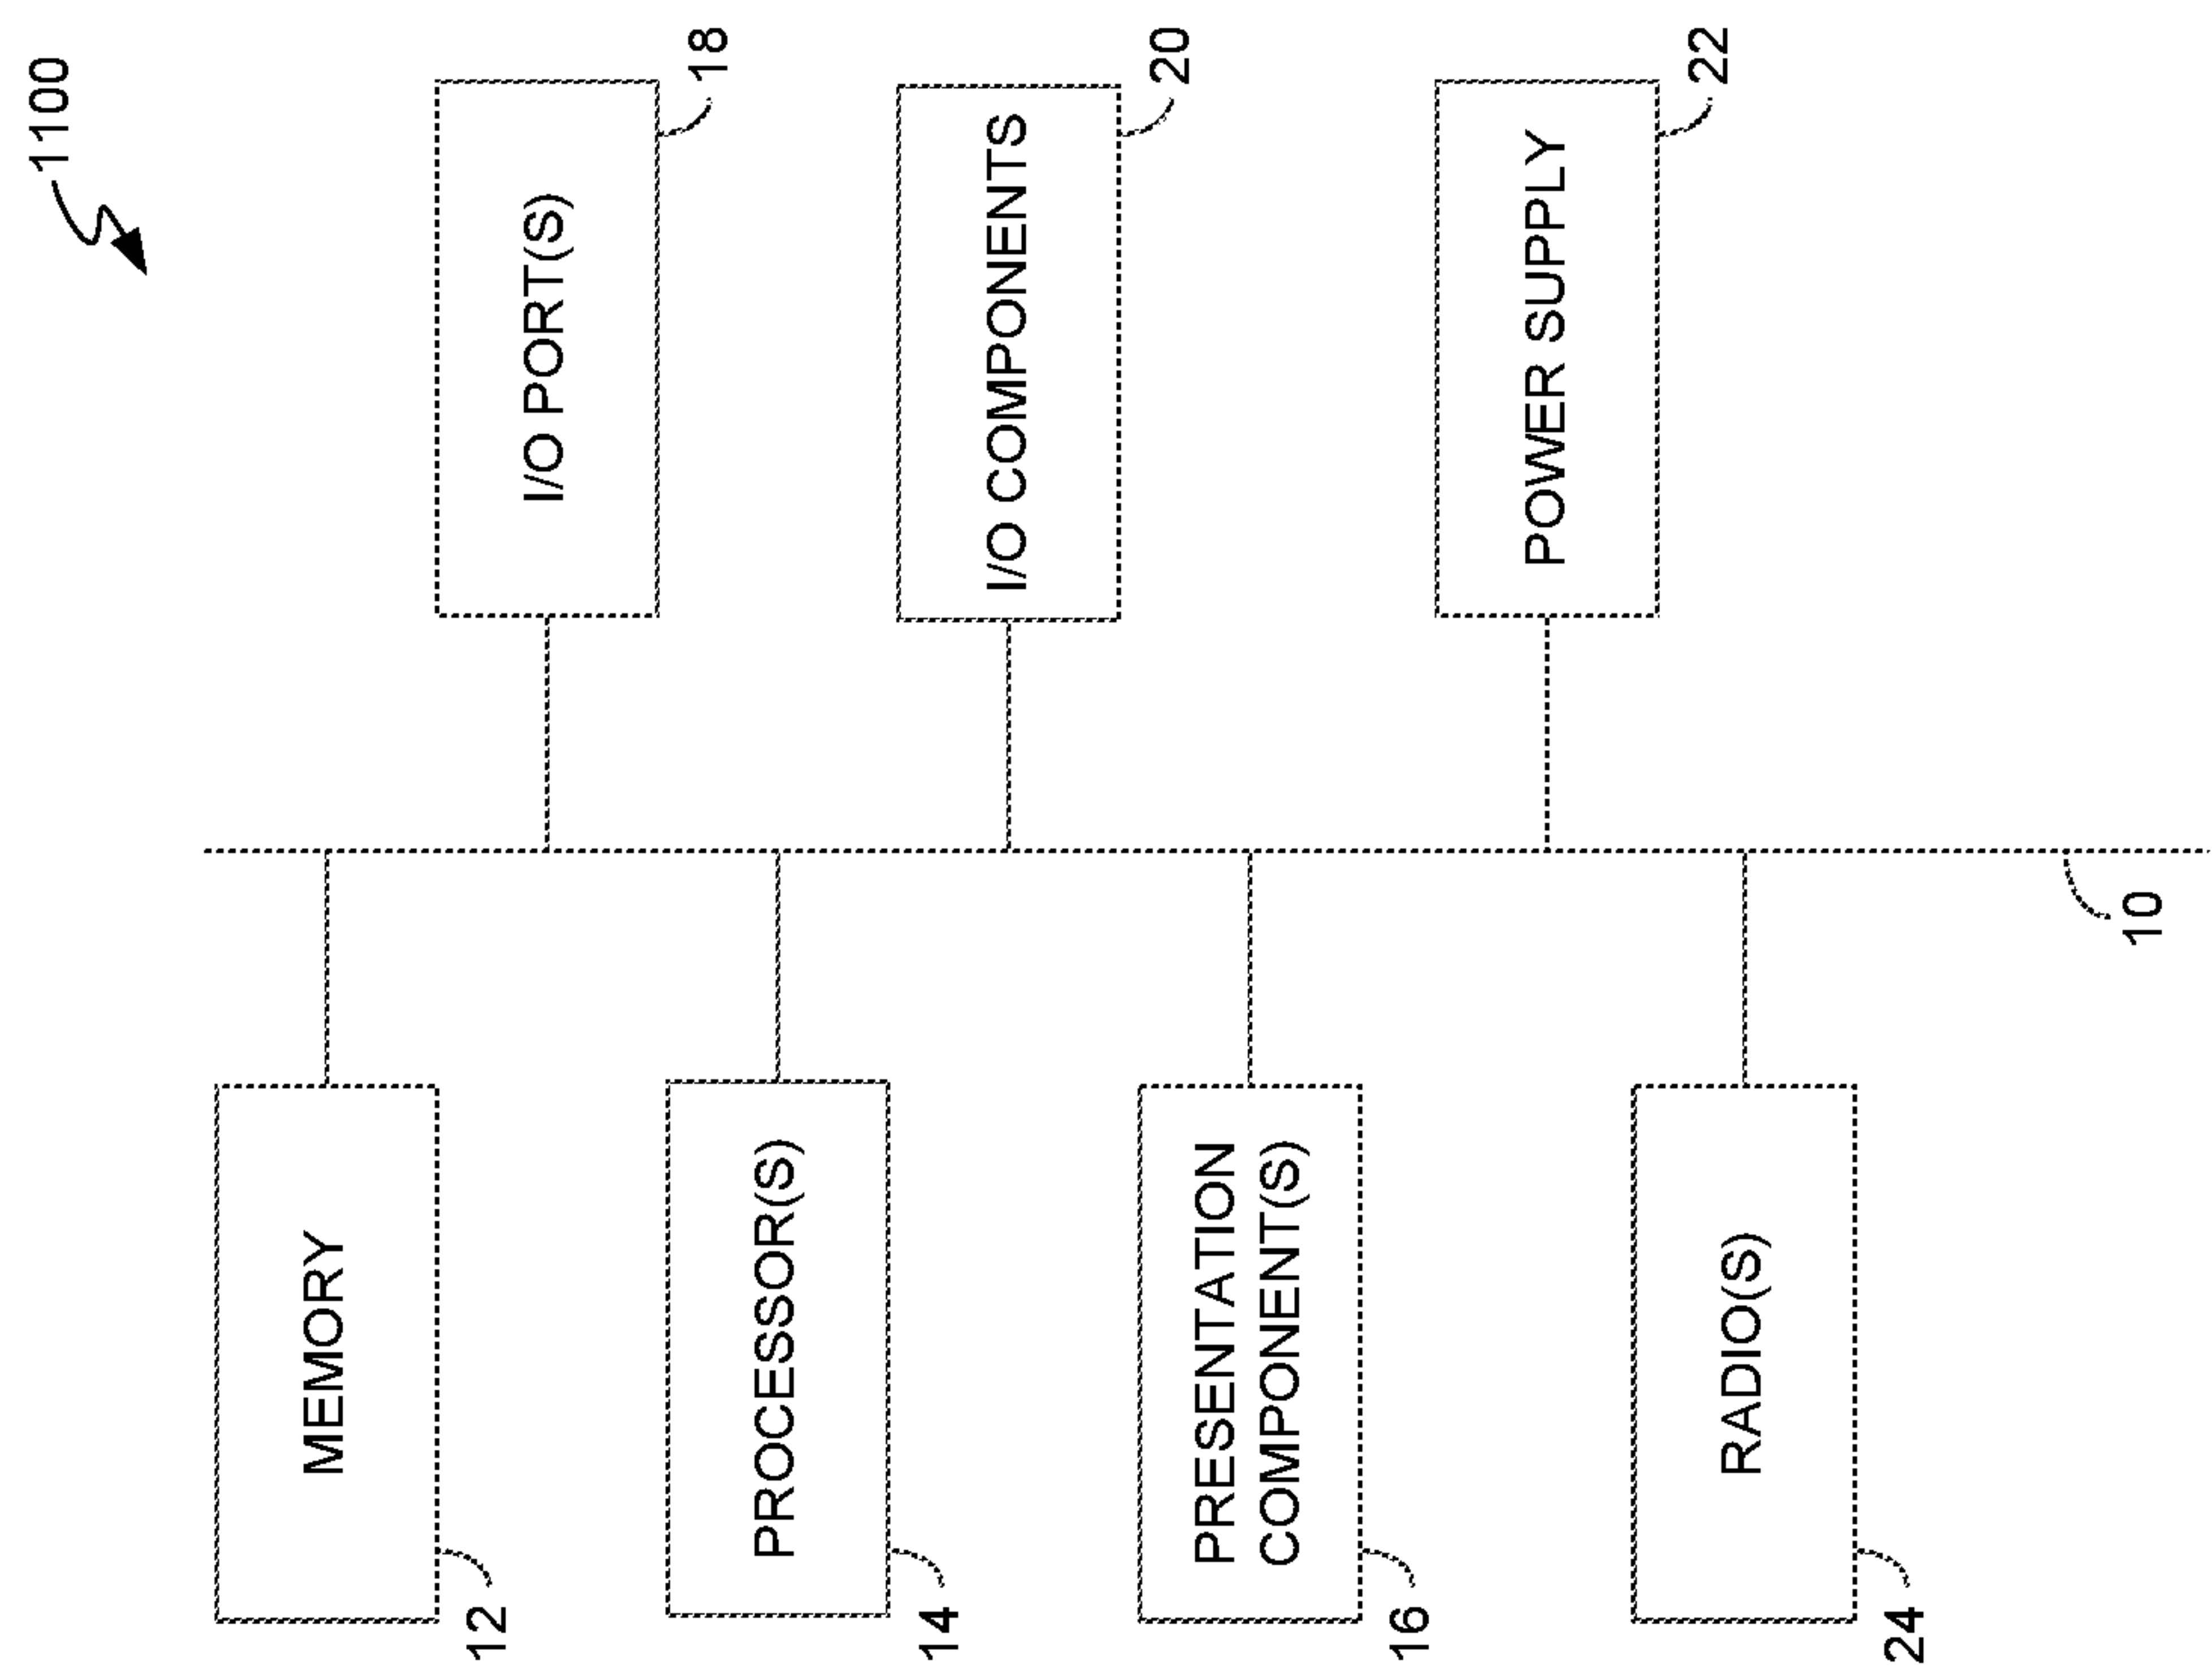 1100
MEMORY
12
I/O PORT(S)
18
PROCESSOR(S)
14
I/O COMPONENTS
20
PRESENTATION
COMPONENT(S)
16
POWER SUPPLY
22
RADIO(S)
24
10